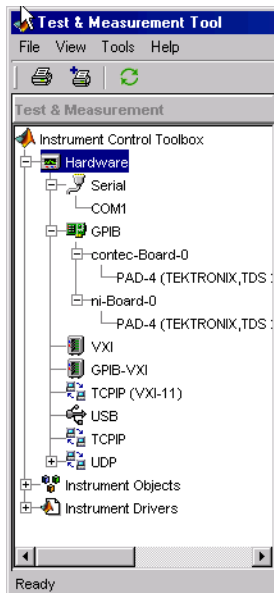 Test & Measurement Tool
File View Tools Help
Test & Measurement
Instrument Control Toolbox
Hardware
Serial
COM1
GPIB
contec-Board-0
PAD-4 (TEKTRONIX,TDS
ni-Board-0
PAD-4 (TEKTRONIX,TDS
VXI
GPIB-VXI
TCPIP (VXI-11)
USB
TCPIP
UDP
Instrument Objects
Instrument Drivers
Ready